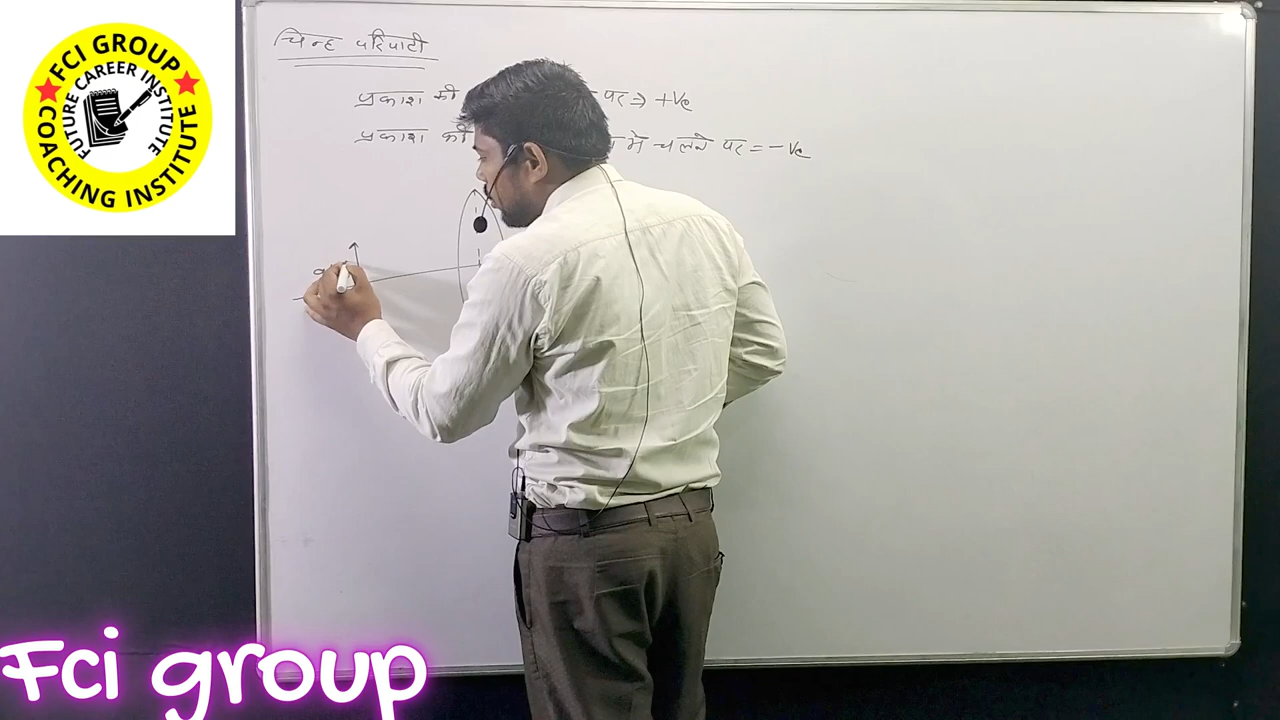 FCI GROUP
FUTURE CAREER INSTITUTE
COACHING INSTITUTE
चिन्ह परिपाटी
प्रकाश की पर ⇒ +Ve
प्रकाश की में चलने पर = -Ve
Fci group